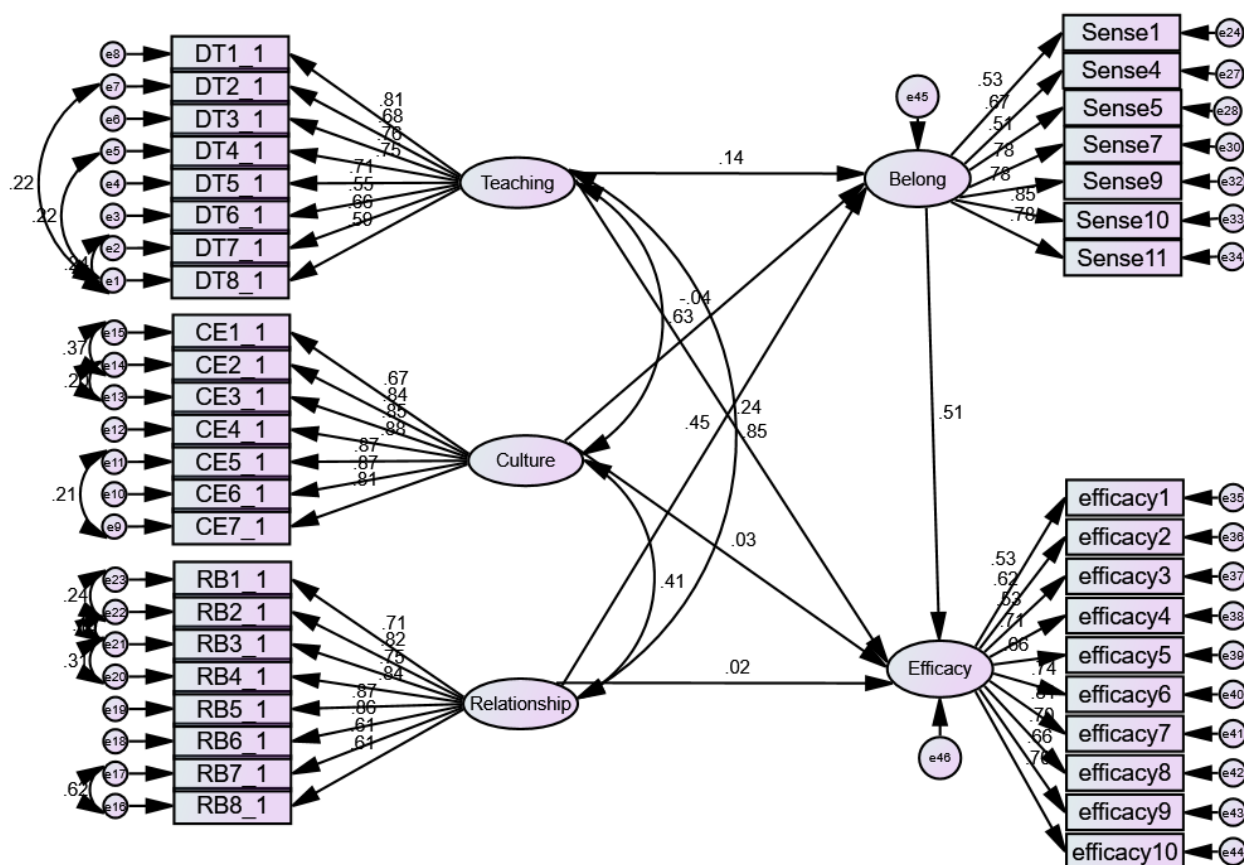 e8 DT1_1
e7 DT2_1
e6 DT3_1
e5 DT4_1
e4 DT5_1
e3 DT6_1
e2 DT7_1
e1 DT8_1
.22
.22
.81
.68
.76
.75
.71
.55
.66
.59
Teaching
e15 CE1_1
e14 CE2_1
e13 CE3_1
e12 CE4_1
e11 CE5_1
e10 CE6_1
e9 CE7_1
.37
.21
.67
.84
.85
.88
.87
.87
.81
Culture
e23 RB1_1
e22 RB2_1
e21 RB3_1
e20 RB4_1
e19 RB5_1
e18 RB6_1
e17 RB7_1
e16 RB8_1
.24
.31
.62
.71
.82
.75
.84
.87
.86
.61
.61
Relationship
.14
-.04
.63
.45
.24
.85
.03
.41
.02
.51
e45
Belong
.53
.67
.51
.78
.78
.85
.78
Sense1 e24
Sense4 e27
Sense5 e28
Sense7 e30
Sense9 e32
Sense10 e33
Sense11 e34
Efficacy
e46
.53
.62
.53
.71
.66
.74
.81
.70
.66
efficacy1 e35
efficacy2 e36
efficacy3 e37
efficacy4 e38
efficacy5 e39
efficacy6 e40
efficacy7 e41
efficacy8 e42
efficacy9 e43
efficacy10 e44